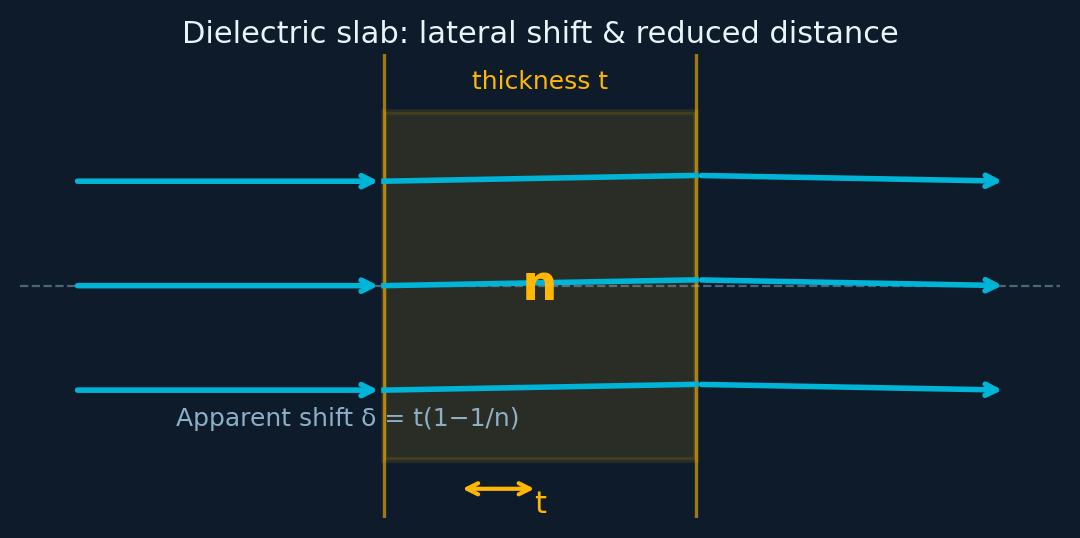 Dielectric slab: lateral shift & reduced distance
thickness t
n
Apparent shift δ = t(1−1/n)
t